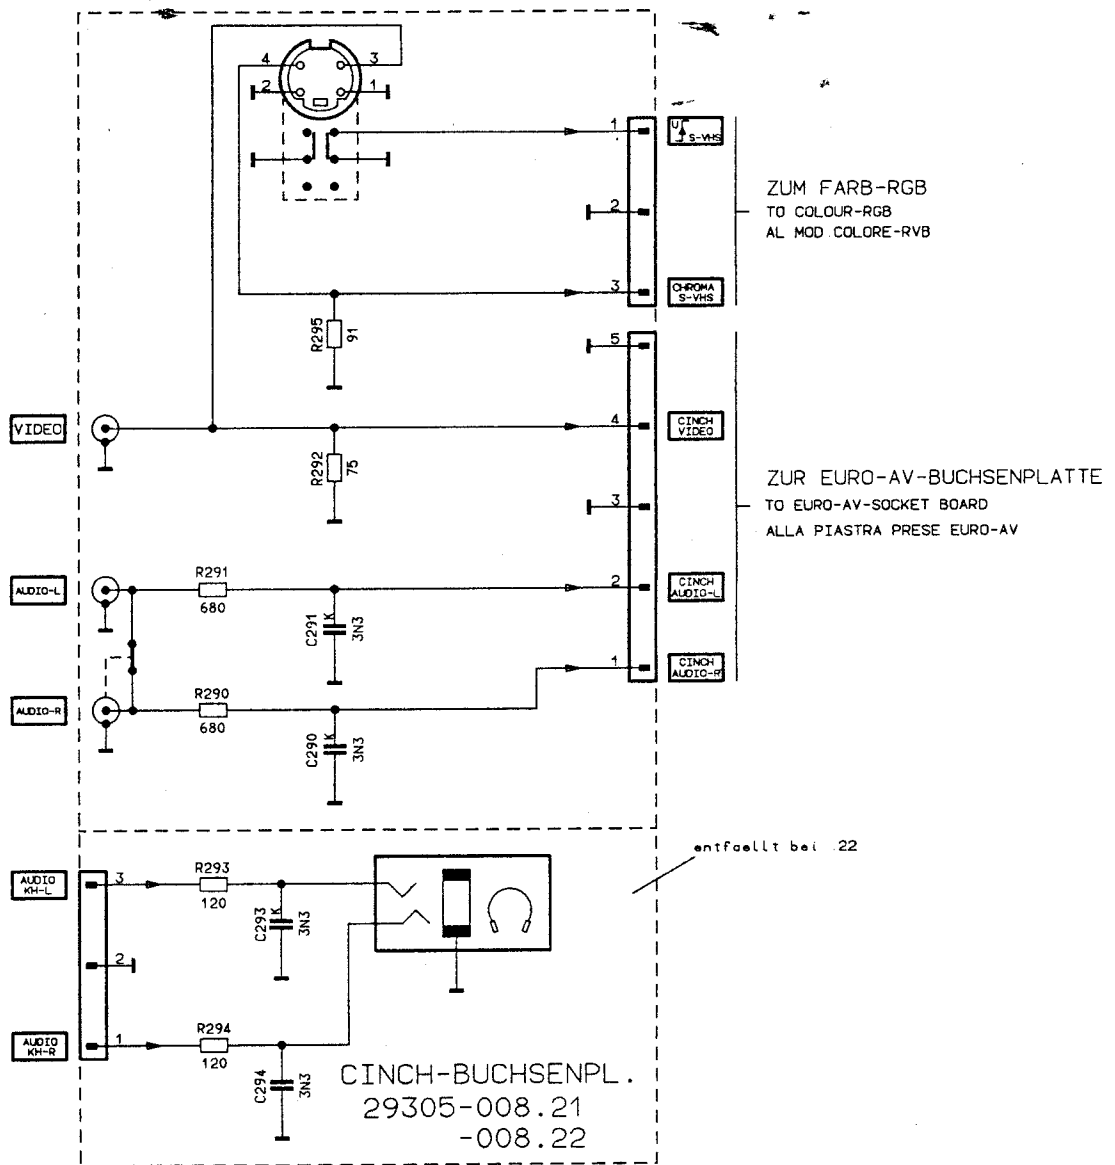 4
3
2
1
1
U S-VHS
ZUM FARB-RGB
TO COLOUR-RGB
AL MOD.COLORE-RVB
2
3
CHROMA
S-VHS
R295
91
5
VIDEO
4
CINCH
VIDEO
R292
75
ZUR EURO-AV-BUCHSENPLATTE
TO EURO-AV-SOCKET BOARD
ALLA PIASTRA PRESE EURO-AV
3
AUDIO-L
R291
680
C291
K
3N3
2
CINCH
AUDIO-L
1
CINCH
AUDIO-R
AUDIO-R
R290
680
C290
K
3N3
entfaellt bei .22
AUDIO
KH-L
3
R293
120
C293
K
3N3
2
AUDIO
KH-R
1
R294
120
C294
3N3
CINCH-BUCHSENPL.
29305-008.21
-008.22